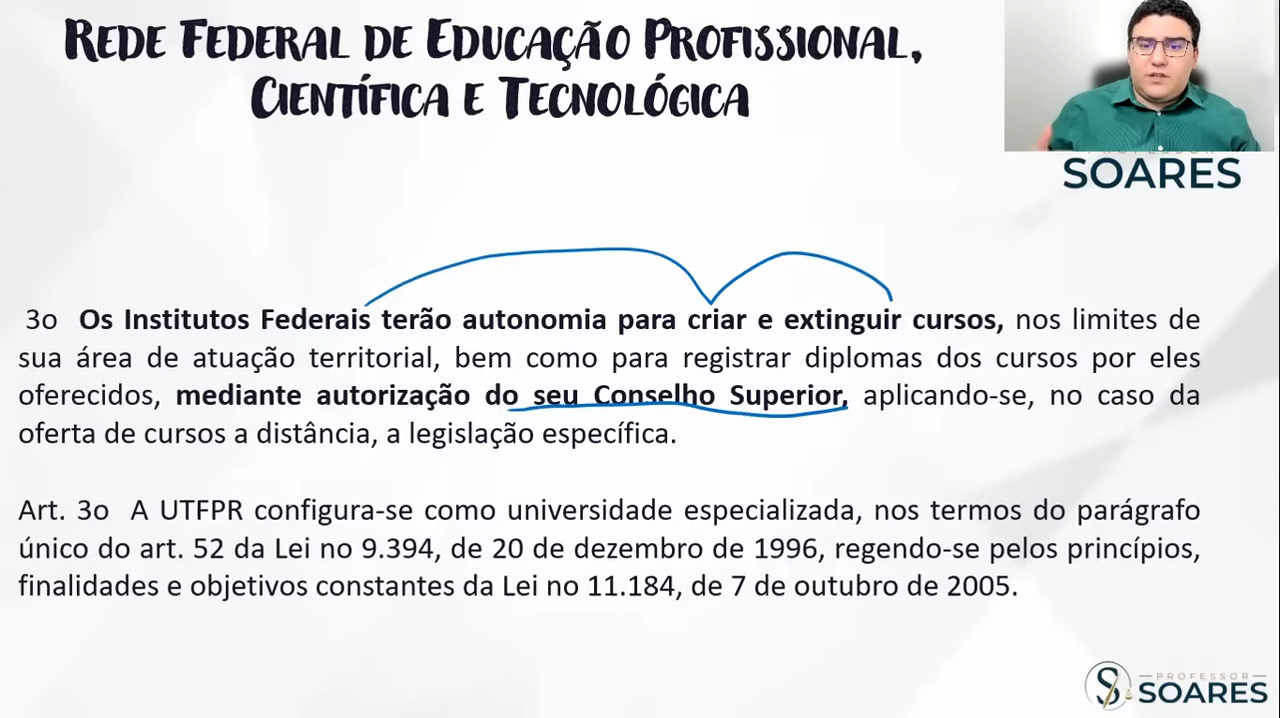 REDE FEDERAL DE EDUCAÇÃO PROFISSIONAL,
CIENTÍFICA E TECNOLÓGICA
SOARES
3o Os Institutos Federais terão autonomia para criar e extinguir cursos, nos limites de
sua área de atuação territorial, bem como para registrar diplomas dos cursos por eles
oferecidos, mediante autorização do seu Conselho Superior, aplicando-se, no caso da
oferta de cursos a distância, a legislação específica.
Art. 3o A UTFPR configura-se como universidade especializada, nos termos do parágrafo
único do art. 52 da Lei no 9.394, de 20 de dezembro de 1996, regendo-se pelos princípios,
finalidades e objetivos constantes da Lei no 11.184, de 7 de outubro de 2005.
PROFESSOR
SOARES